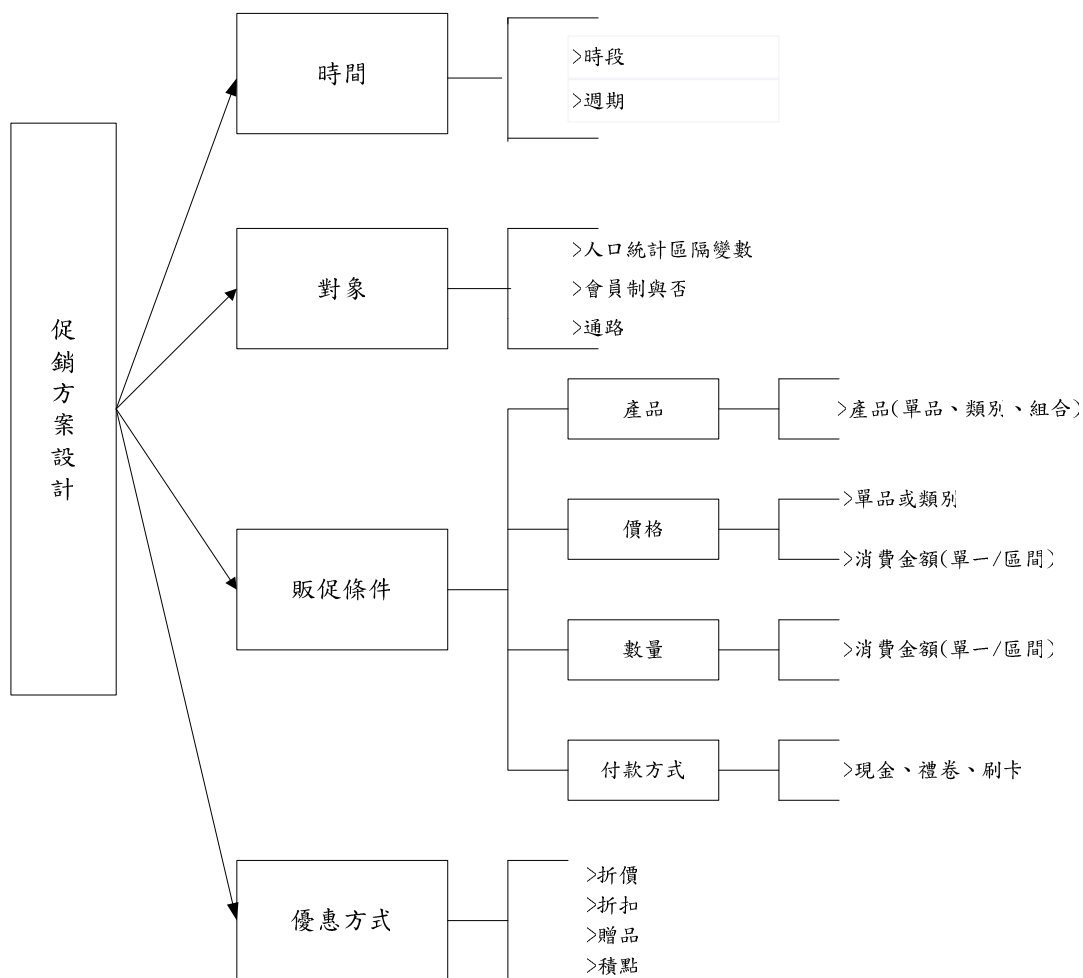 促銷方案設計
時間
>時段
>週期
對象
>人口統計區隔變數
>會員制與否
>通路
販促條件
產品
>產品(單品、類別、組合)
價格
>單品或類別
>消費金額(單一/區間)
數量
>消費金額(單一/區間)
付款方式
>現金、禮卷、刷卡
優惠方式
>折價
>折扣
>贈品
>積點